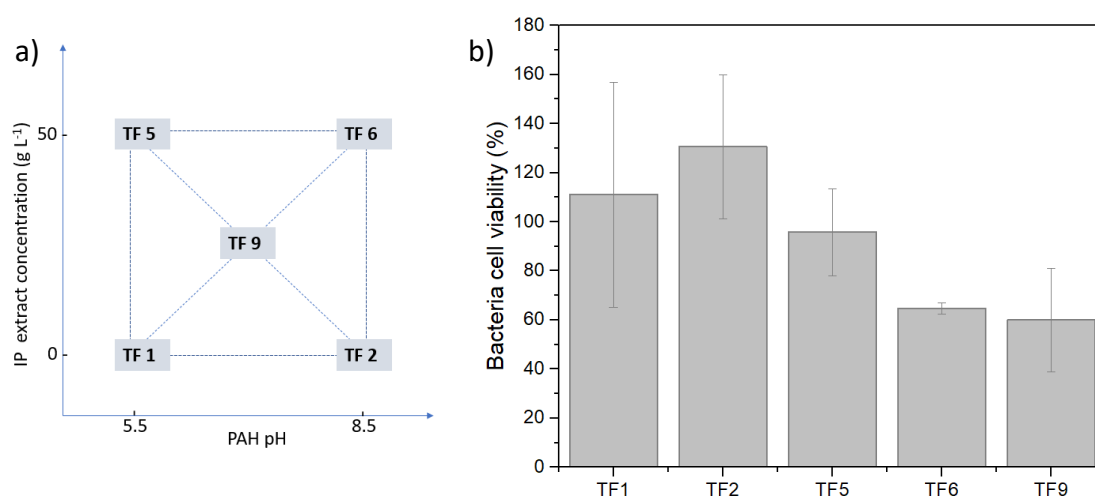 a)
IP extract concentration (g L⁻¹)
50
0
TF 5
TF 6
TF 9
TF 1
TF 2
5.5
8.5
PAH pH
b)
Bacteria cell viability (%)
180
160
140
120
100
80
60
40
20
0
TF1
TF2
TF5
TF6
TF9